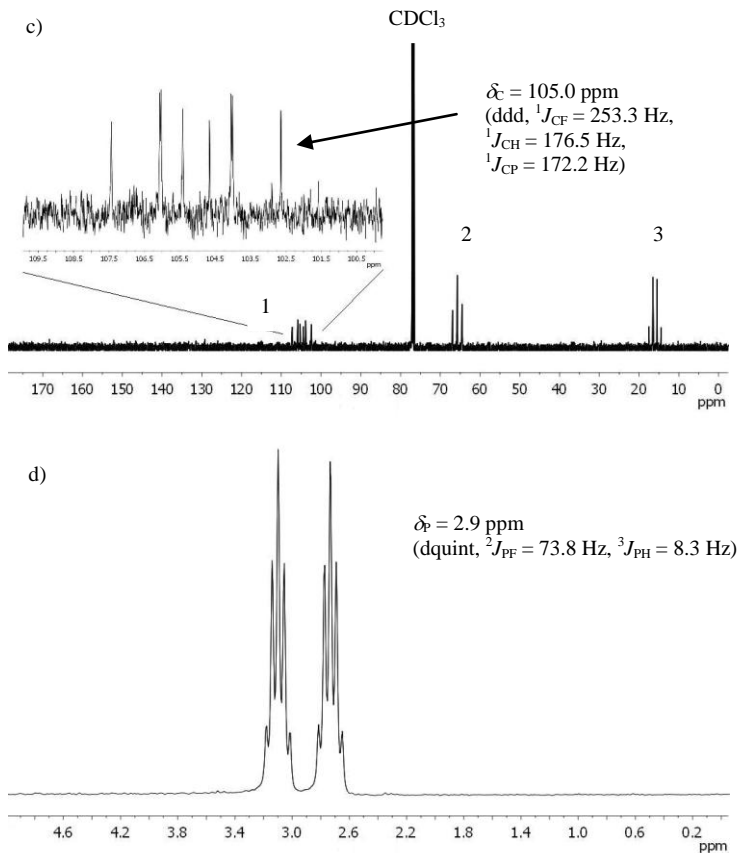 c)
CDCl₃
δC = 105.0 ppm
(ddd, ¹JCF = 253.3 Hz,
¹JCH = 176.5 Hz,
¹JCP = 172.2 Hz)
109.5 108.5 107.5 106.5 105.5 104.5 103.5 102.5 101.5 100.5
ppm
1
2
3
170 160 150 140 130 120 110 100 90 80 70 60 50 40 30 20 10 0
ppm
d)
δP = 2.9 ppm
(dquint, ²JPF = 73.8 Hz, ³JPH = 8.3 Hz)
4.6 4.2 3.8 3.4 3.0 2.6 2.2 1.8 1.4 1.0 0.6 0.2
ppm